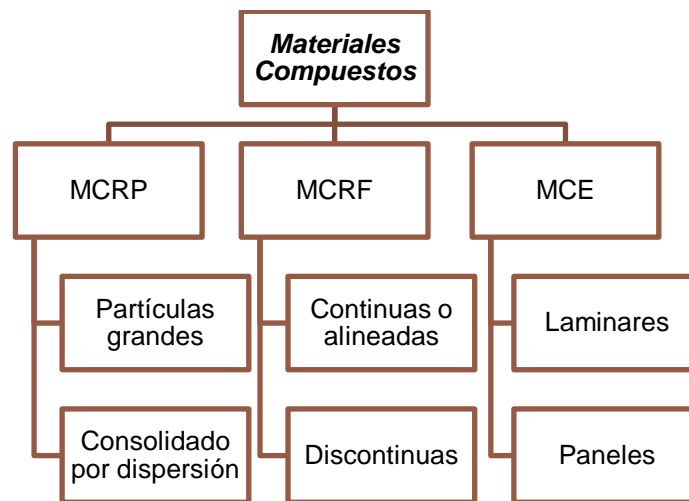 Materiales
Compuestos
MCRP
MCRF
MCE
Partículas
grandes
Continuas o
alineadas
Laminares
Consolidado
por dispersión
Discontinuas
Paneles